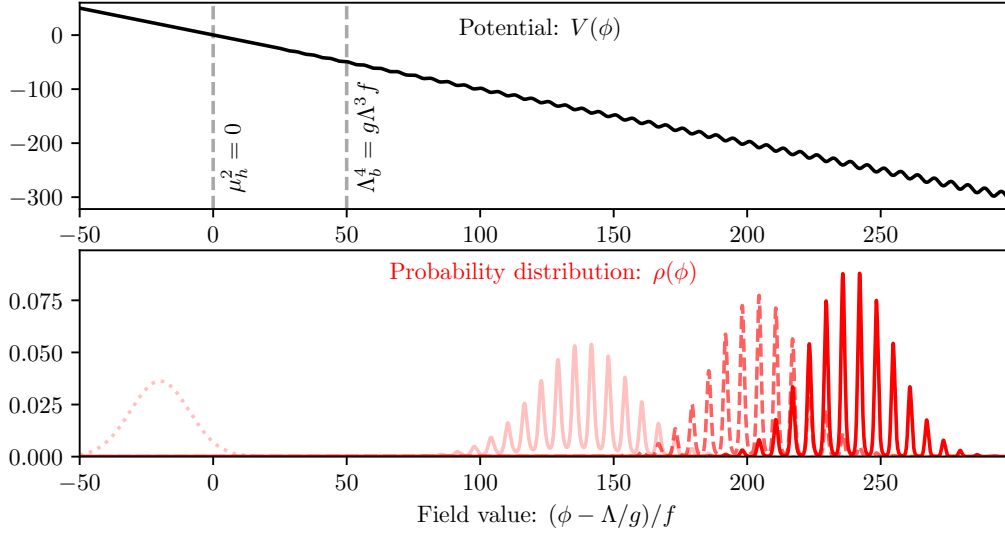 Potential: V(ϕ)
0
−100
−200
−300
μ_h^2 = 0
Λ_b^4 = gΛ^3 f
−50 0 50 100 150 200 250
Probability distribution: ρ(ϕ)
0.075
0.050
0.025
0.000
−50 0 50 100 150 200 250
Field value: (ϕ − Λ/g)/f